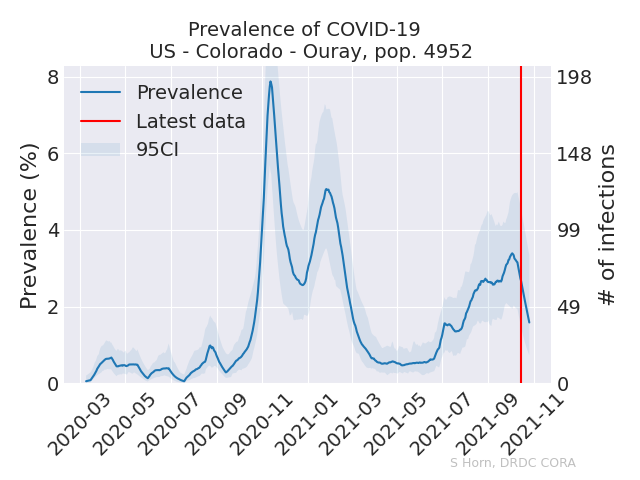 Prevalence of COVID-19
US - Colorado - Ouray, pop. 4952
Prevalence
Latest data
95CI
Prevalence (%)
8
6
4
2
0
# of infections
198
148
99
49
0
2020-03
2020-05
2020-07
2020-09
2020-11
2021-01
2021-03
2021-05
2021-07
2021-09
2021-11
S Horn, DRDC CORA